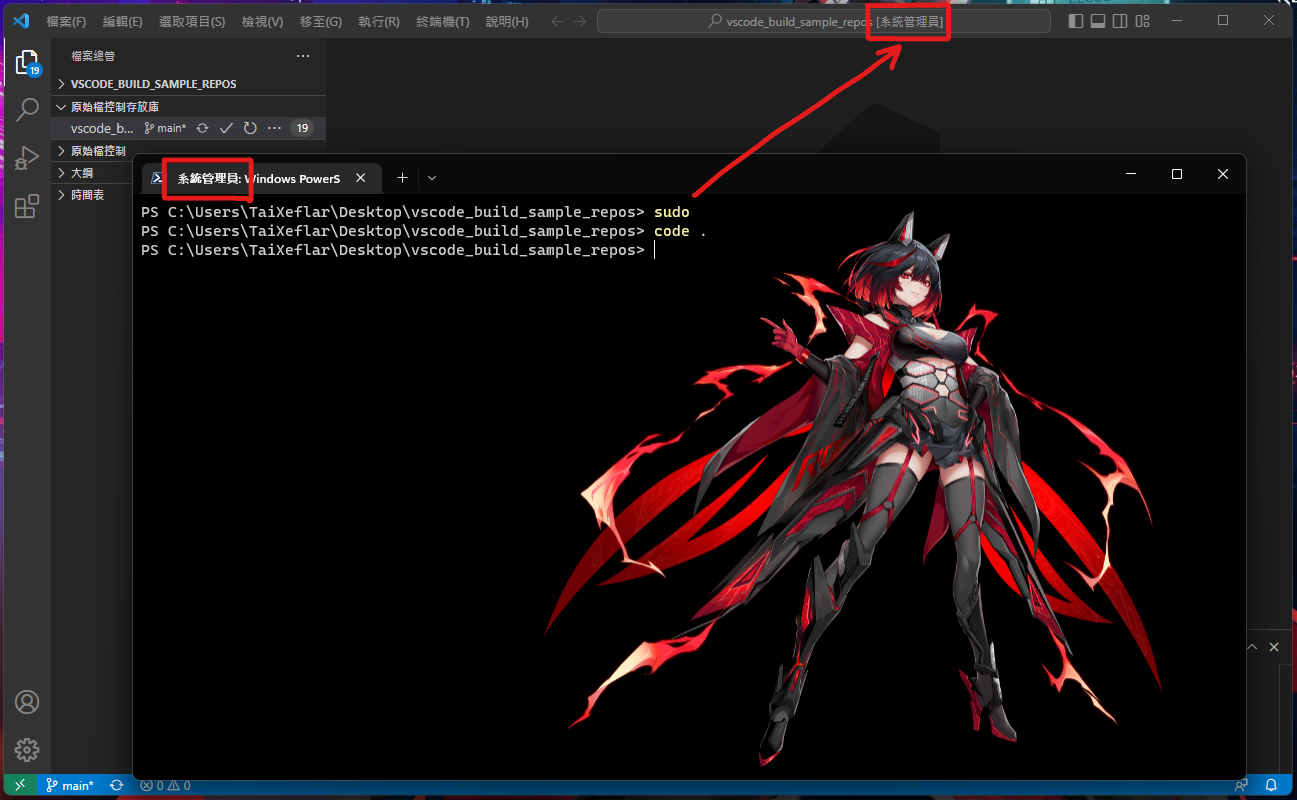 檔案(F) 編輯(E) 選取項目(S) 檢視(V) 移至(G) 執行(R) 終端機(T) 說明(H)
vscode_build_sample_repos [系統管理員]
檔案總管
VSCODE_BUILD_SAMPLE_REPOS
原始檔控制存放庫
vscode_b... main* 19
原始檔控制
大綱
時間表
19
系統管理員: Windows PowerS
PS C:\Users\TaiXeflar\Desktop\vscode_build_sample_repos> sudo
PS C:\Users\TaiXeflar\Desktop\vscode_build_sample_repos> code .
PS C:\Users\TaiXeflar\Desktop\vscode_build_sample_repos>
main* 0 0